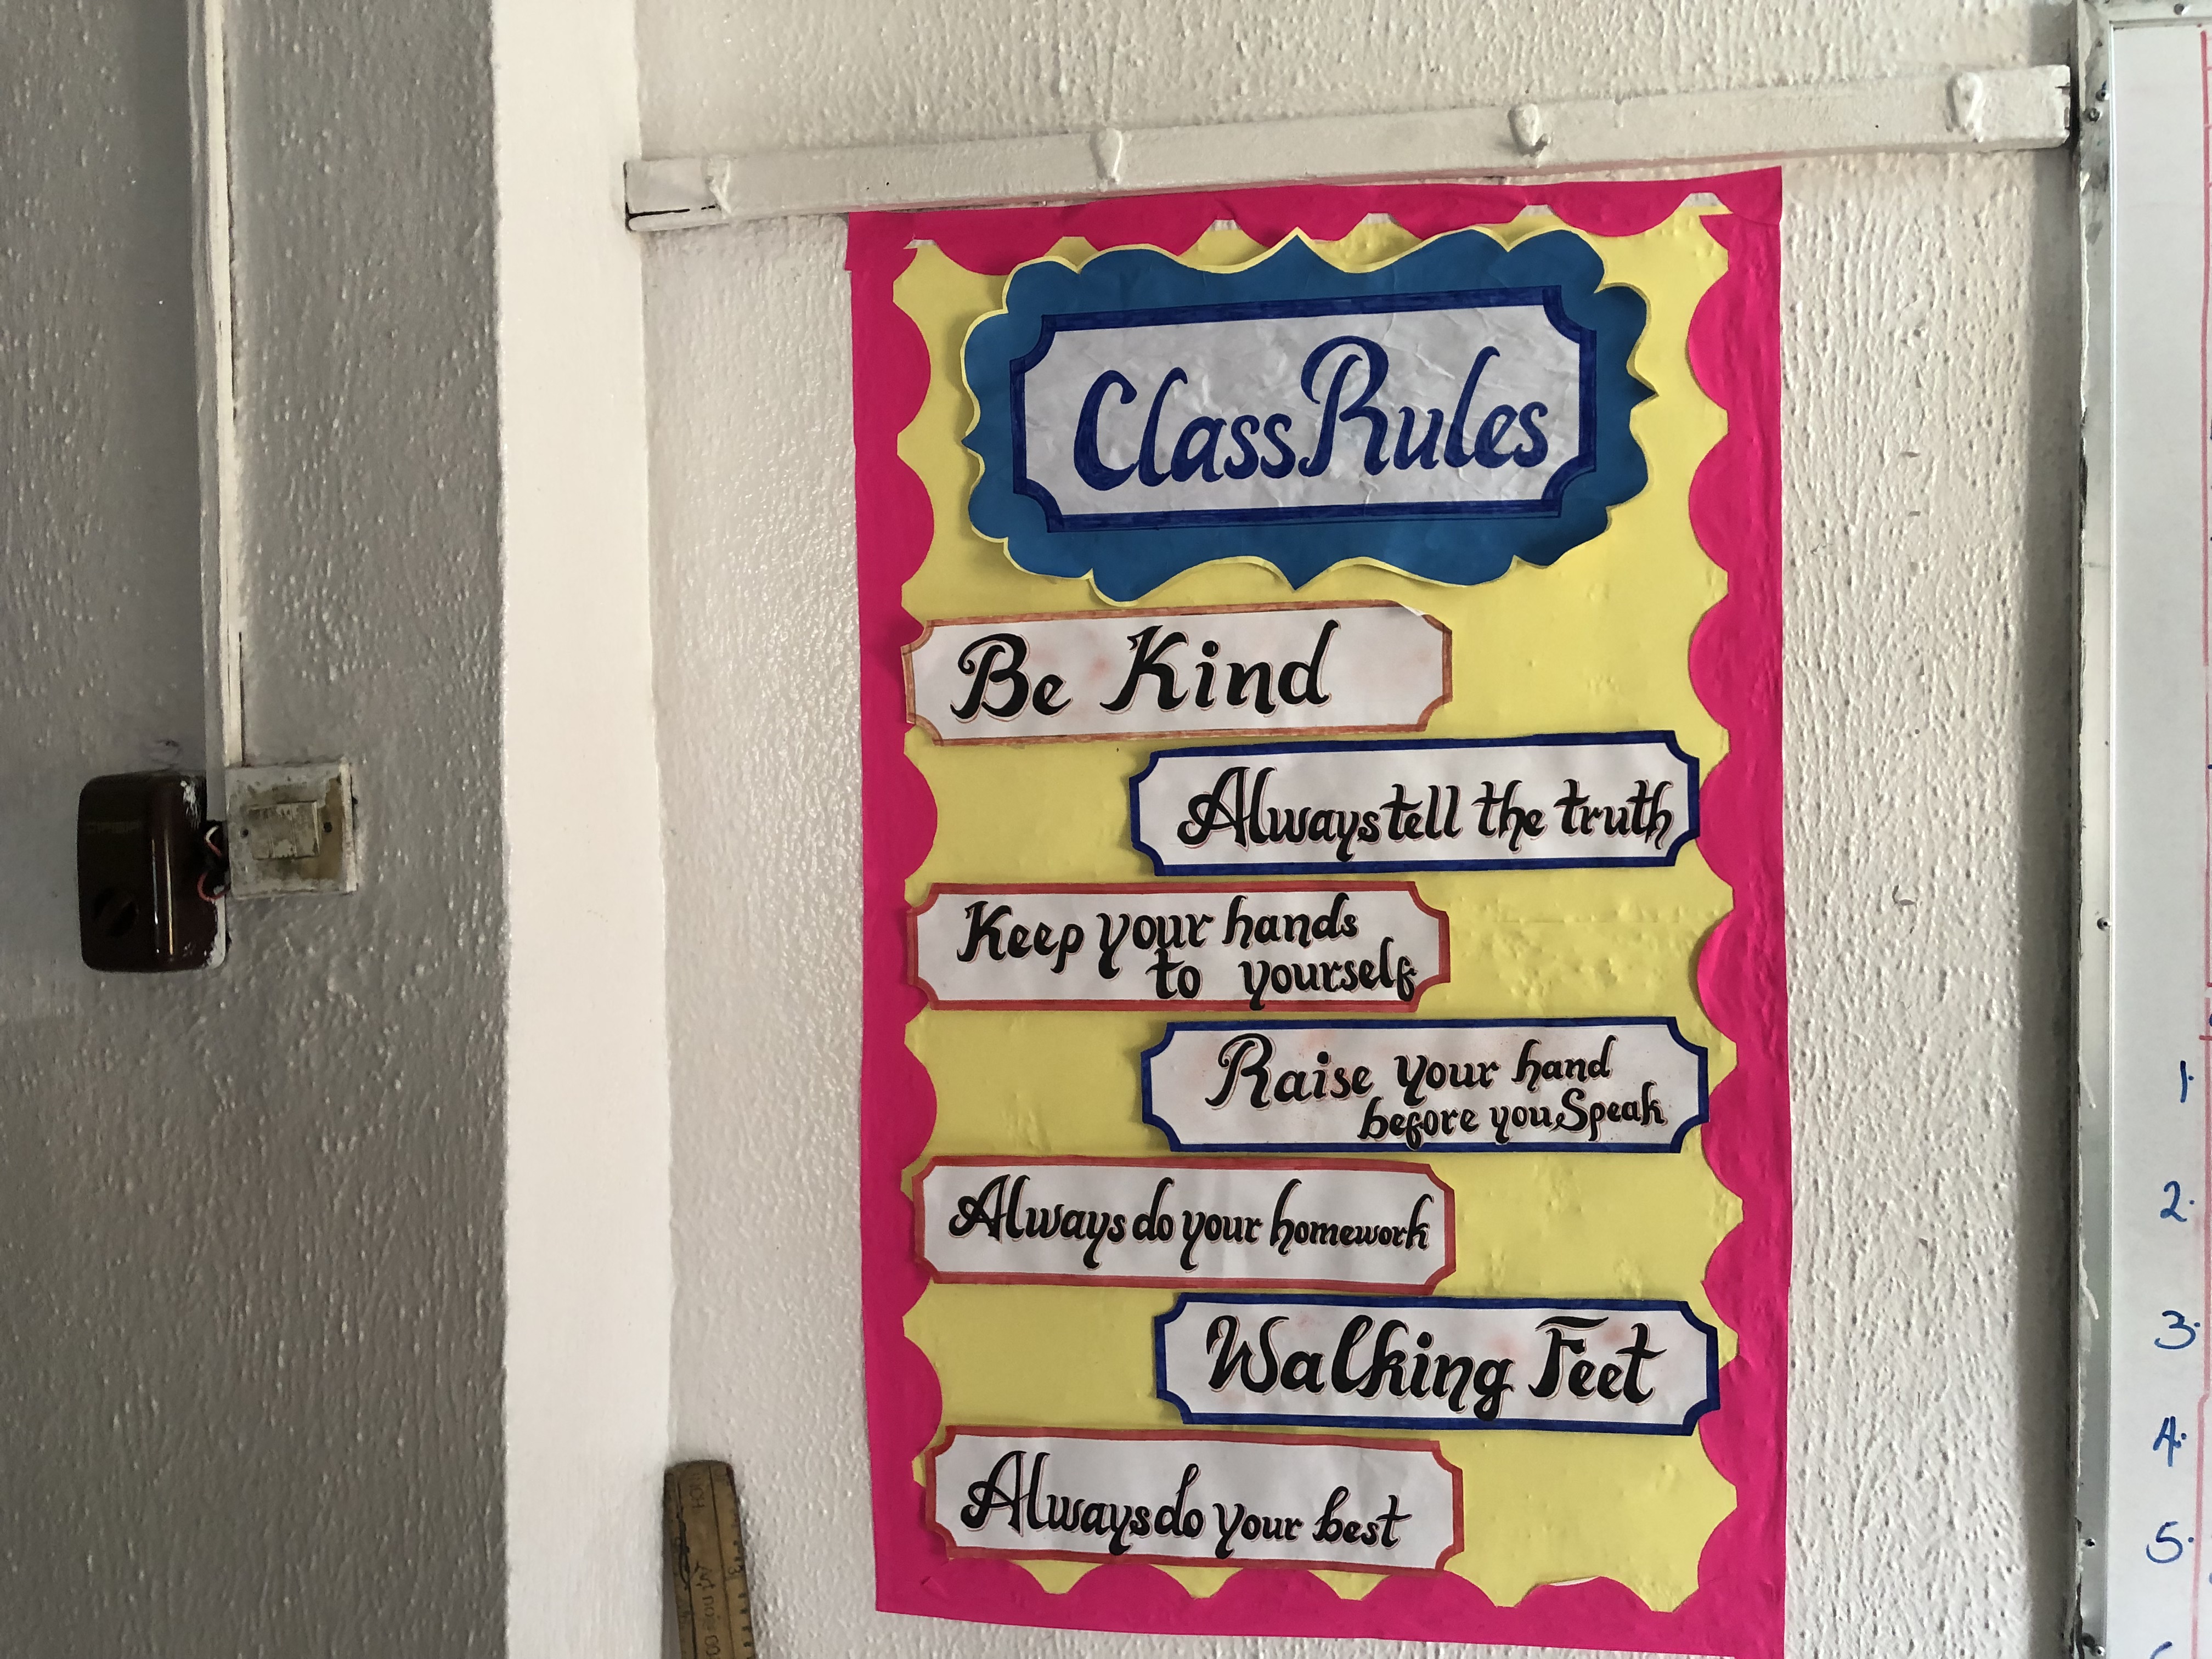 Class Rules
Be Kind
Always tell the truth
Keep your hands
to yourself
Raise your hand
before you Speak
Always do your homework
Walking Feet
Always do your best
1.
2.
3.
4.
5.